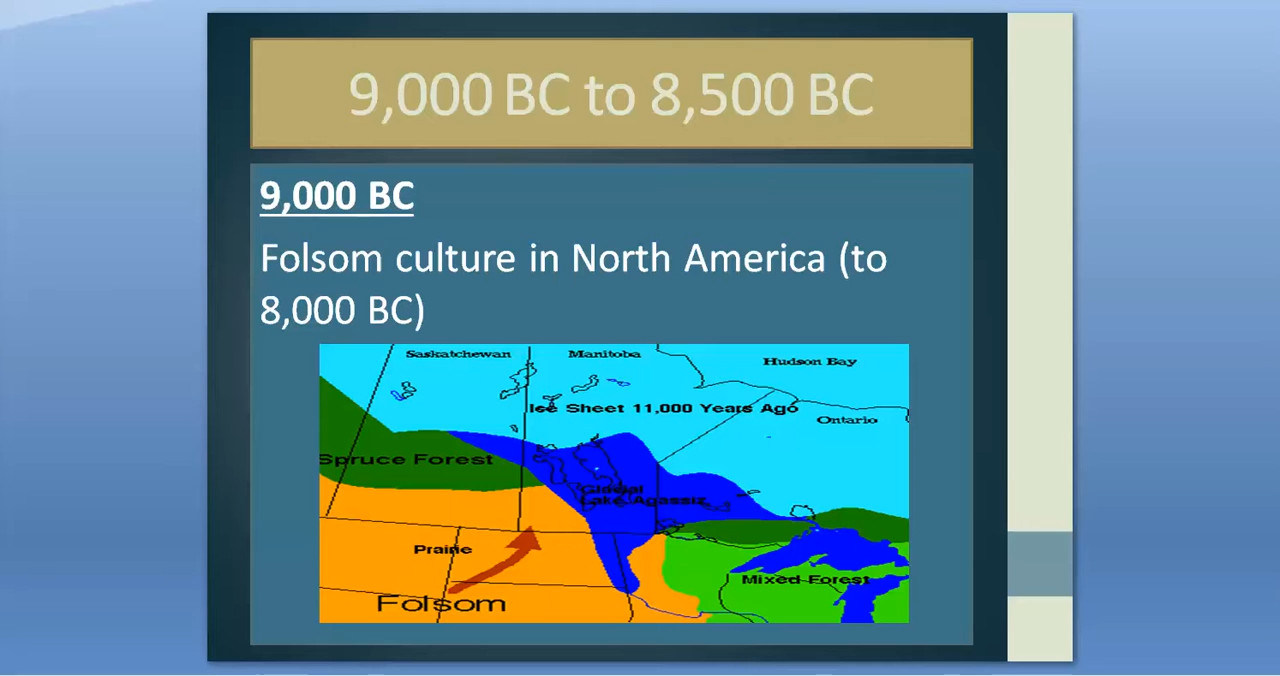 9,000 BC to 8,500 BC
9,000 BC
Folsom culture in North America (to
8,000 BC)
Saskatchewan
Manitoba
Hudson Bay
Ice Sheet 11,000 Years Ago
Ontario
Spruce Forest
Glacial
Lake Agassiz
Prairie
Mixed Forest
Folsom